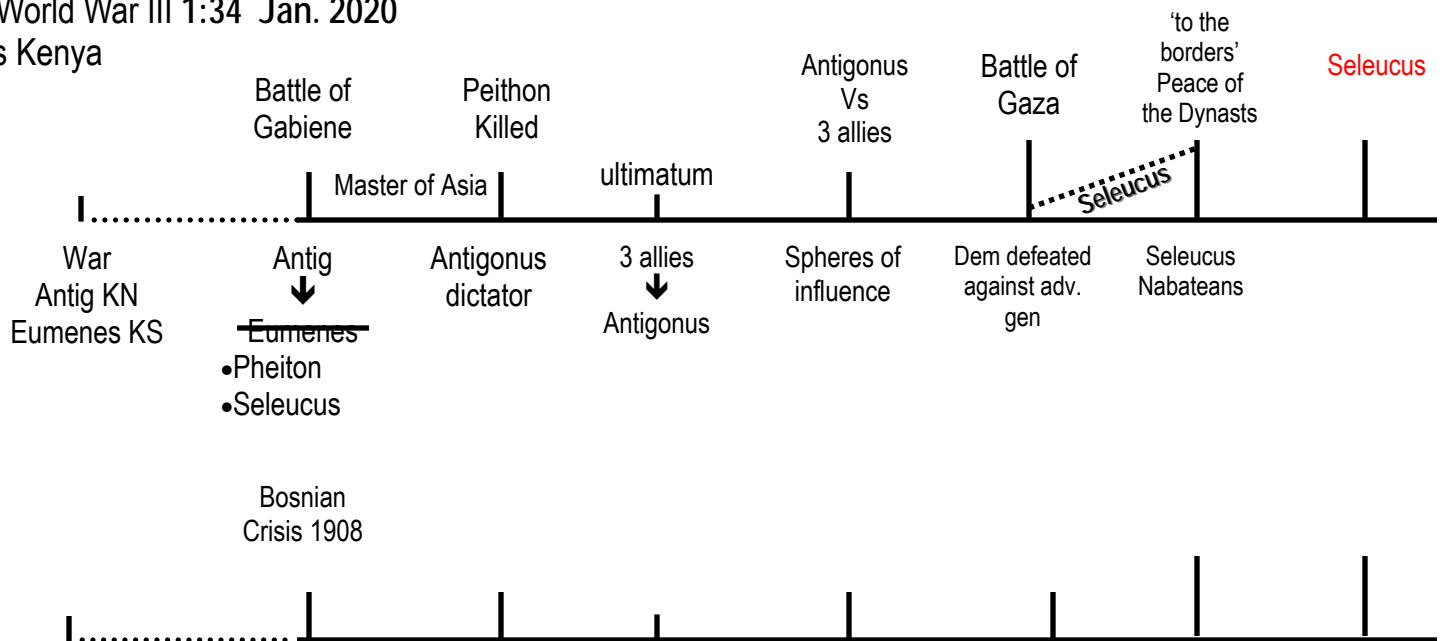 World War III 1:34 Jan. 2020
s Kenya
Battle of
Gabiene
Peithon
Killed
Antigonus
Vs
3 allies
Battle of
Gaza
‘to the
borders’
Peace of
the Dynasts
Seleucus
Master of Asia
ultimatum
Seleucus
War
Antig KN
Eumenes KS
Antig
Eumenes
•Pheiton
•Seleucus
Antigonus
dictator
3 allies
Antigonus
Spheres of
influence
Dem defeated
against adv.
gen
Seleucus
Nabateans
Bosnian
Crisis 1908